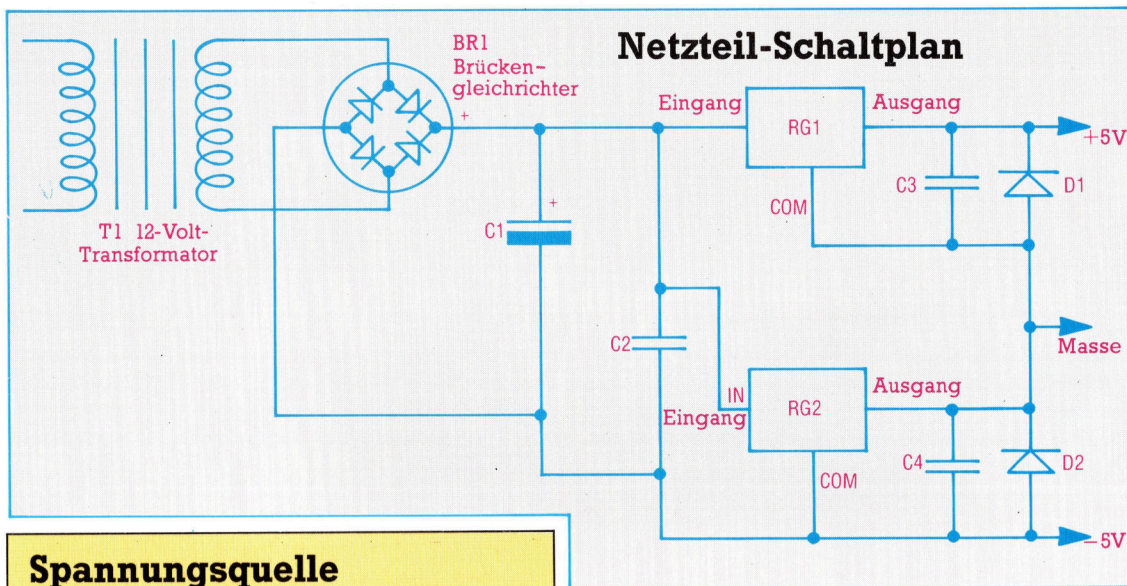 Netzteil-Schaltplan
BR1
Brücken-
gleichrichter
+
T1 12-Volt-
Transformator
C1
+
Eingang
RG1
Ausgang
COM
C3
D1
+5V
C2
Masse
IN
Eingang
RG2
Ausgang
COM
C4
D2
−5V
Spannungsquelle